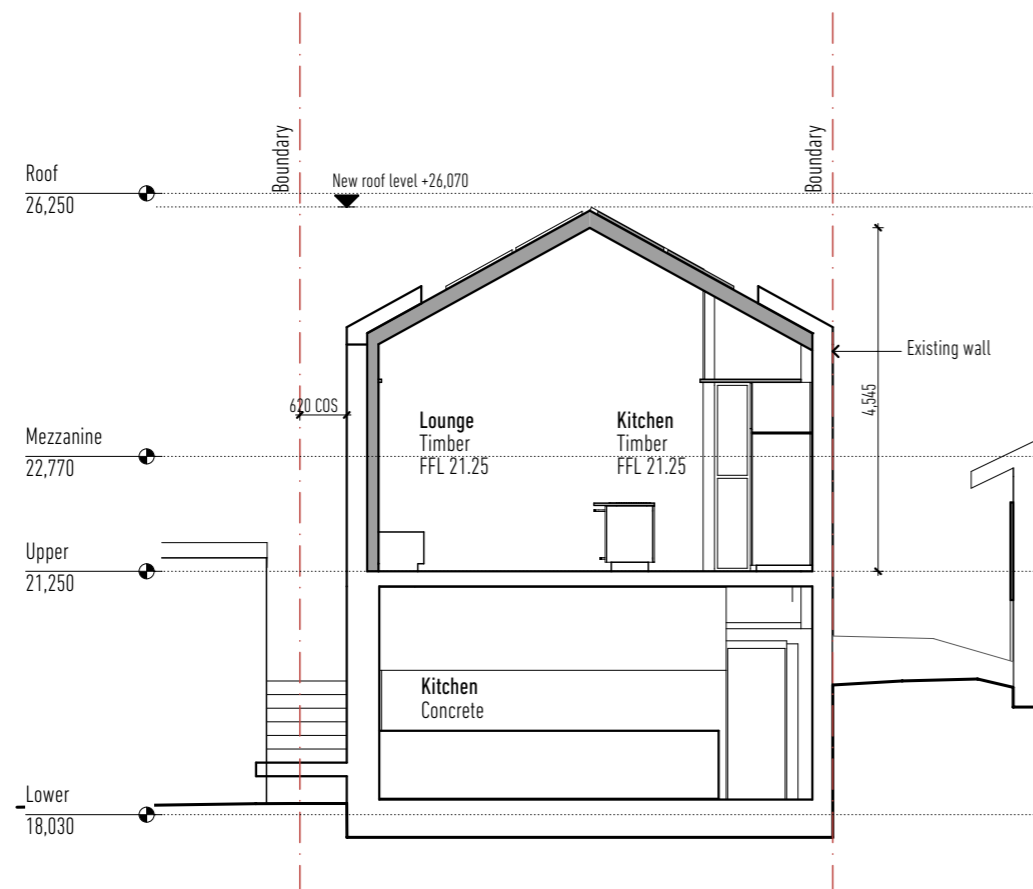 Boundary
Boundary
Roof
26,250
New roof level +26,070
Existing wall
4,545
620 COS
Lounge
Timber
FFL 21.25
Kitchen
Timber
FFL 21.25
Mezzanine
22,770
Upper
21,250
Kitchen
Concrete
Lower
18,030